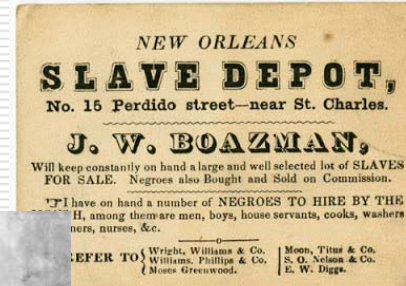 NEW ORLEANS
SLAVE DEPOT,
No. 15 Perdido street—near St. Charles.
J. W. BOAZMAN,
Will keep constantly on hand a large and well selected lot of SLAVES
FOR SALE. Negroes also Bought and Sold on Commission.
☞I have on hand a number of NEGROES TO HIRE BY THE
H, among them are men, boys, house servants, cooks, washers
ners, nurses, &c.
REFER TO { Wright, Williams & Co. | Moon, Titus & Co.
Williams, Phillips & Co. | S. O. Nelson & Co.
Moses Greenwood. | E. W. Diggs.